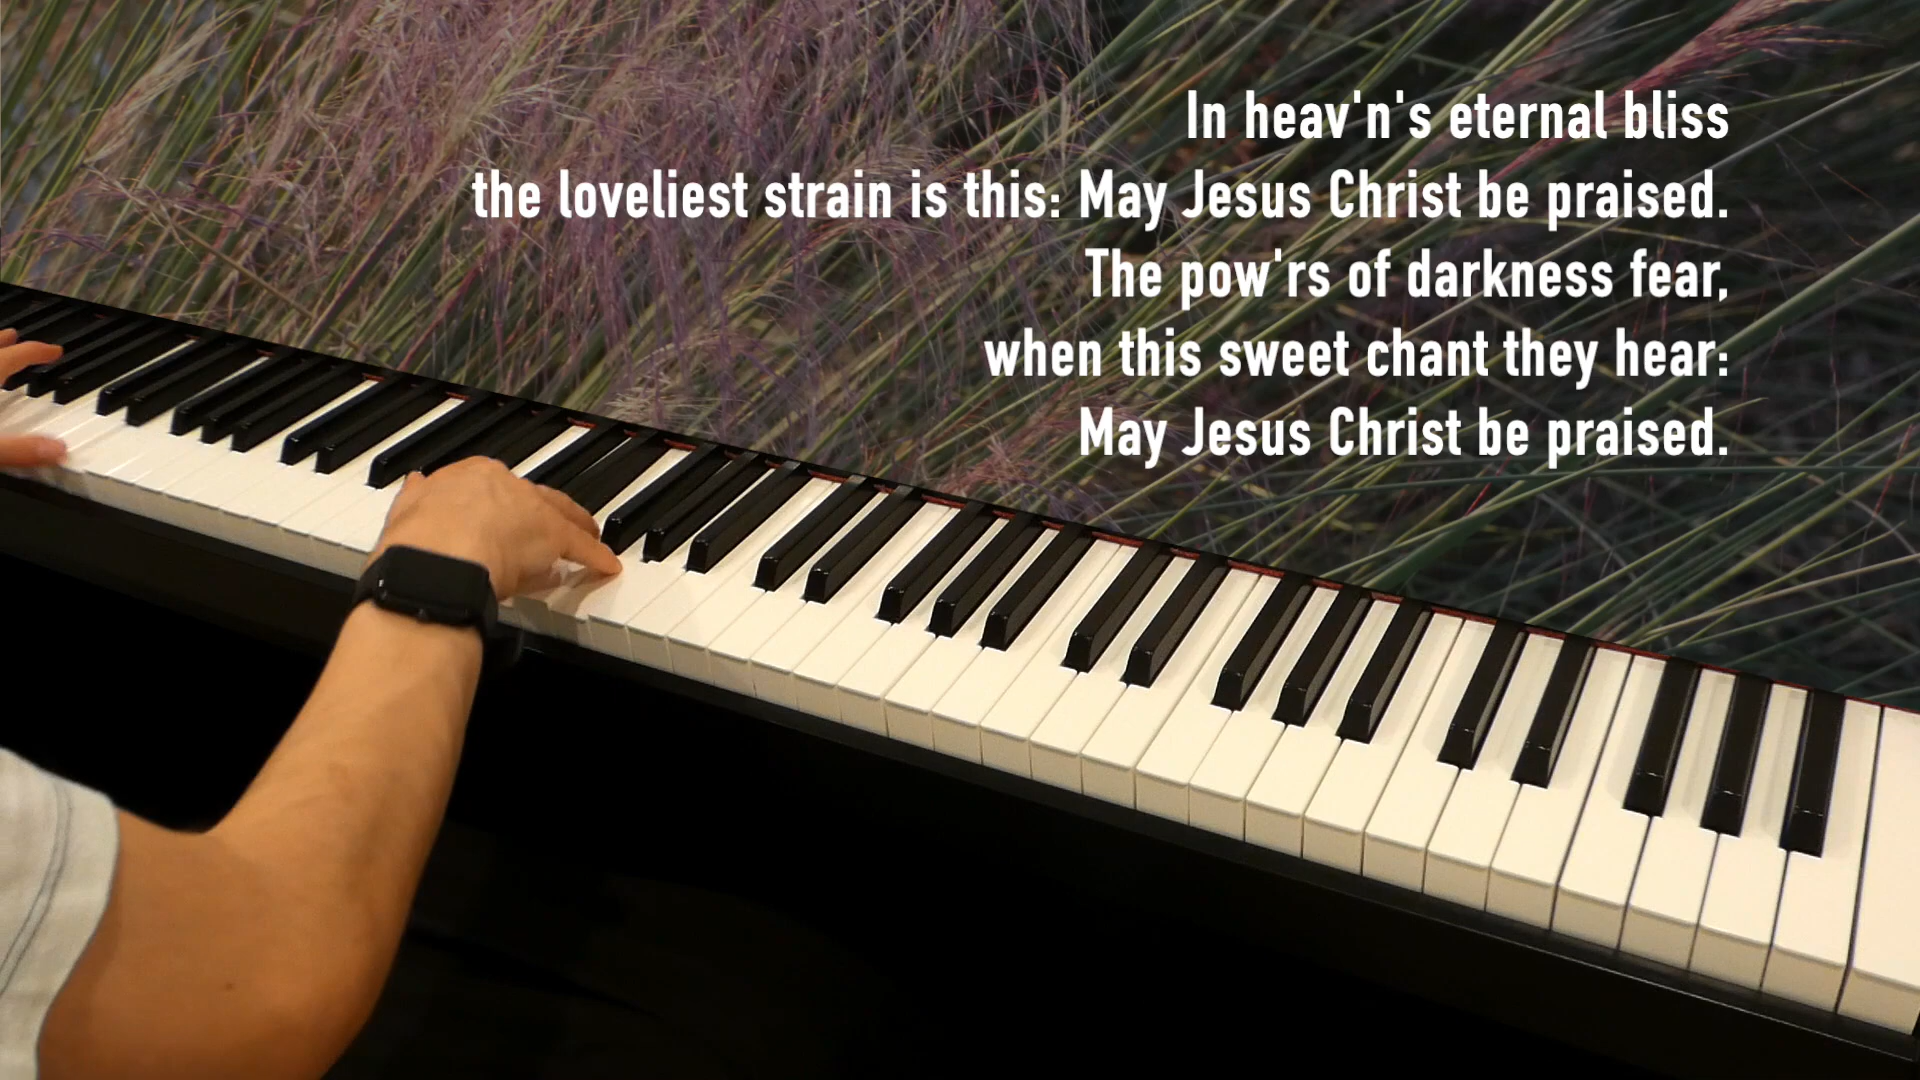 In heav'n's eternal bliss
the loveliest strain is this: May Jesus Christ be praised.
The pow'rs of darkness fear,
when this sweet chant they hear:
May Jesus Christ be praised.